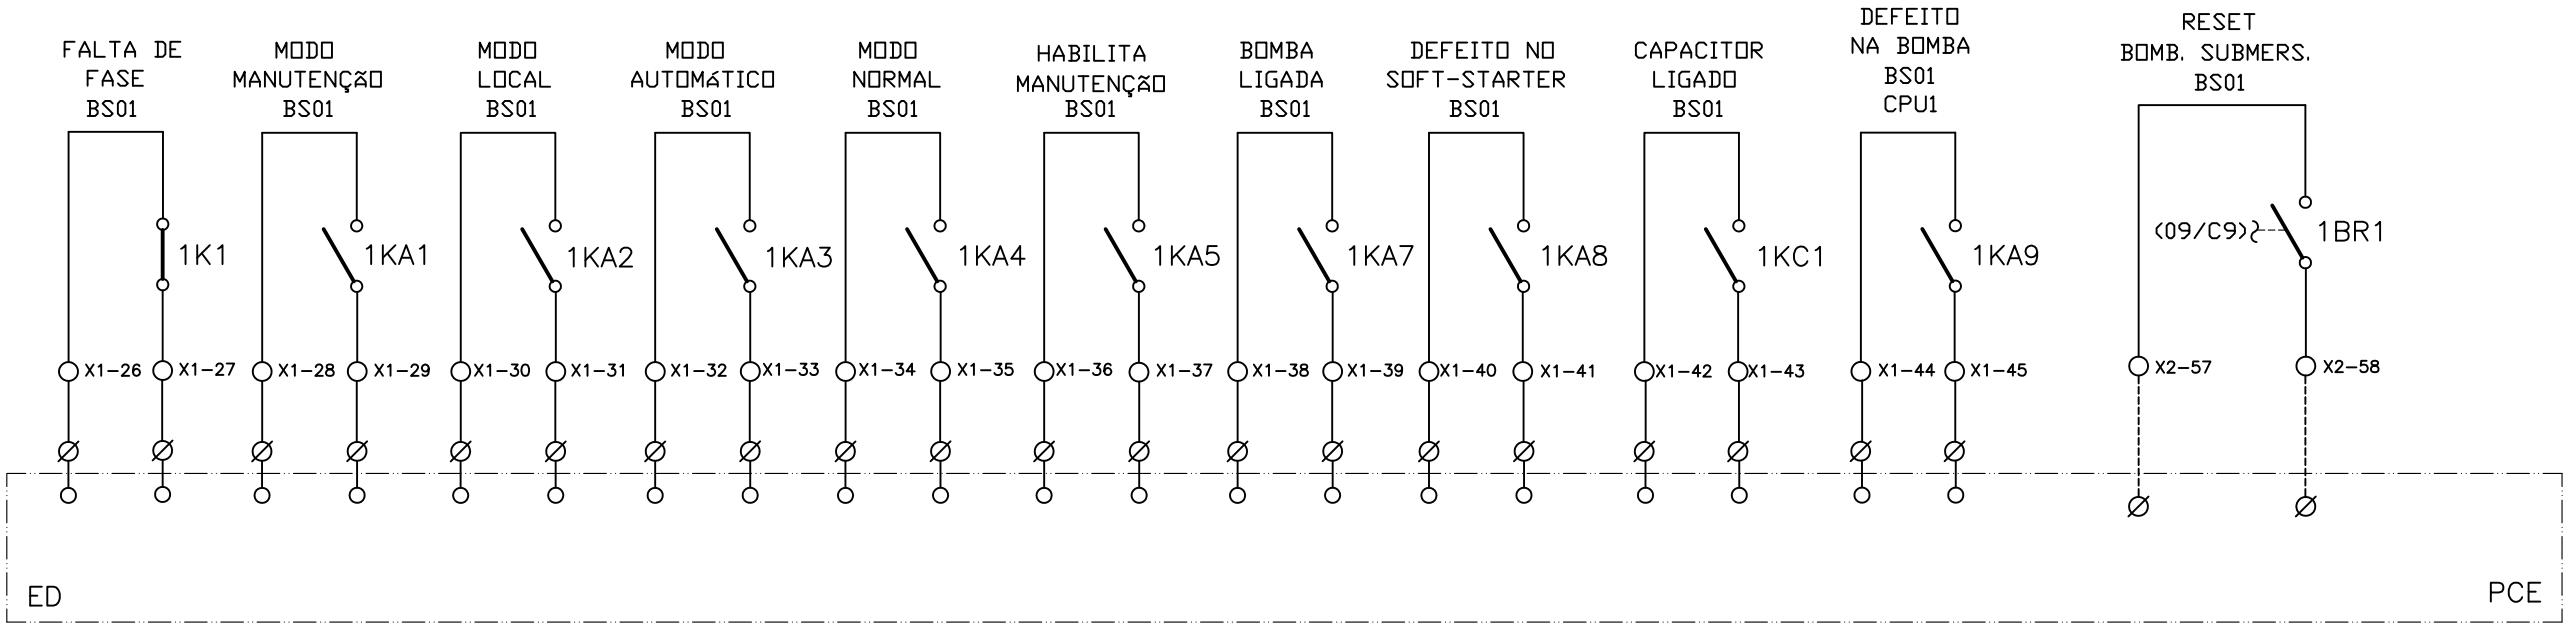 FALTA DE
FASE
BS01
MODO
MANUTENÇÃO
BS01
MODO
LOCAL
BS01
MODO
AUTOMáTICO
BS01
MODO
NORMAL
BS01
HABILITA
MANUTENÇÃO
BS01
BOMBA
LIGADA
BS01
DEFEITO NO
SOFT-STARTER
BS01
CAPACITOR
LIGADO
BS01
DEFEITO
NA BOMBA
BS01
CPU1
RESET
BOMB. SUBMERS.
BS01
1K1
1KA1
1KA2
1KA3
1KA4
1KA5
1KA7
1KA8
1KC1
1KA9
(09/C9)
1BR1
X1-26
X1-27
X1-28
X1-29
X1-30
X1-31
X1-32
X1-33
X1-34
X1-35
X1-36
X1-37
X1-38
X1-39
X1-40
X1-41
X1-42
X1-43
X1-44
X1-45
X2-57
X2-58
ED
PCE